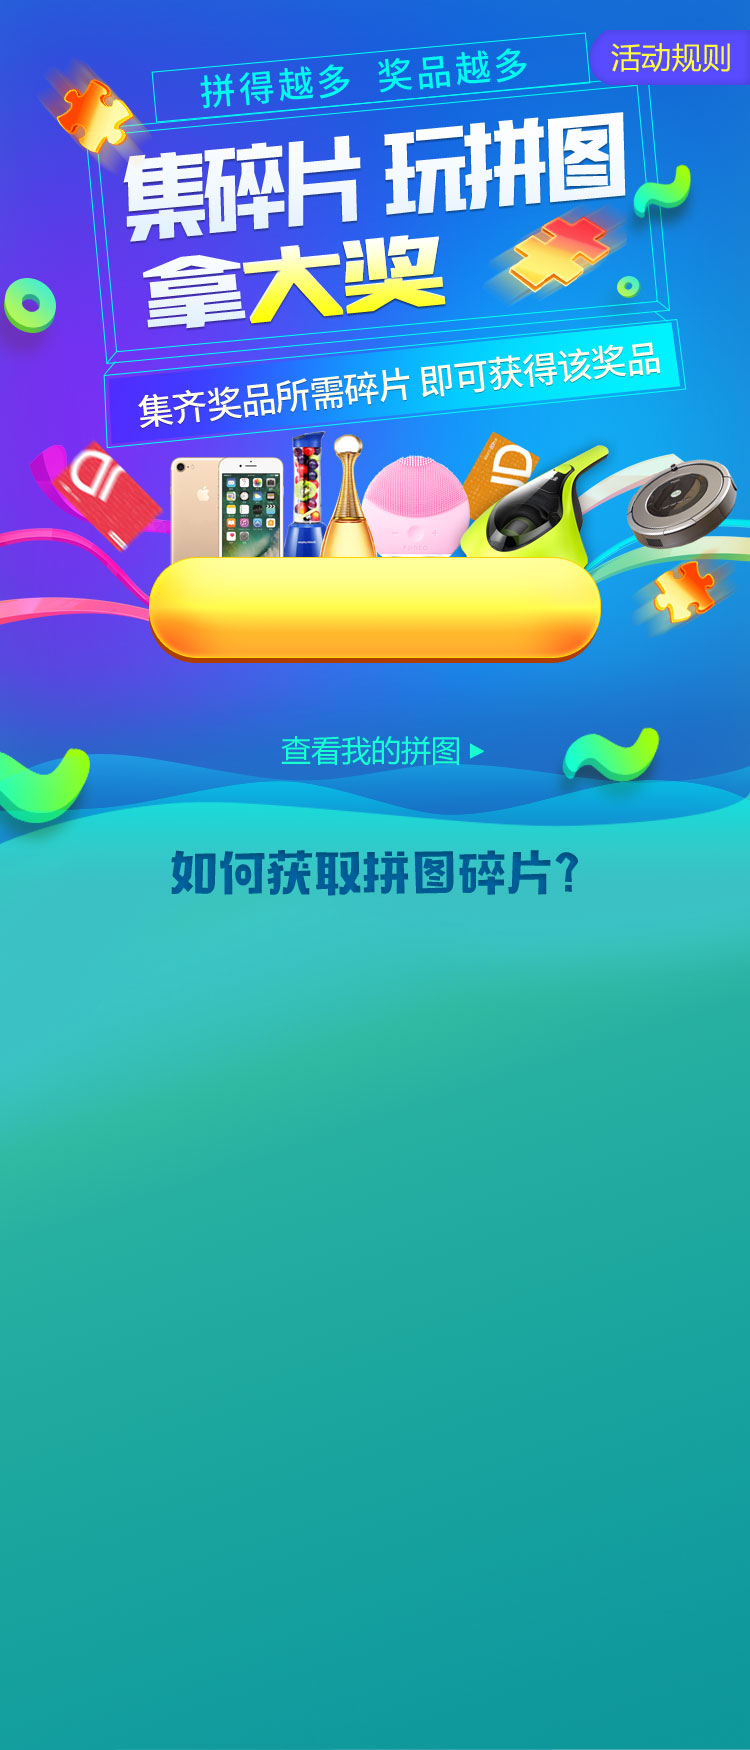 活动规则
拼得越多 奖品越多
集碎片 玩拼图
拿大奖
集齐奖品所需碎片 即可获得该奖品
查看我的拼图
如何获取拼图碎片?